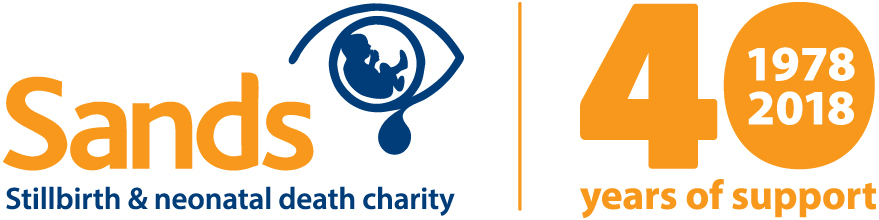 Sands
Stillbirth & neonatal death charity
40
1978
2018
years of support